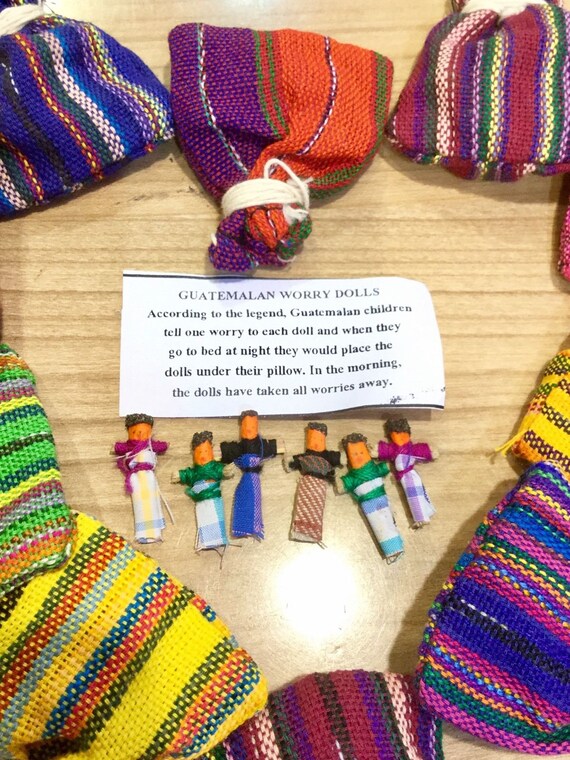 GUATEMALAN WORRY DOLLS
According to the legend, Guatemalan children
tell one worry to each doll and when they
go to bed at night they would place the
dolls under their pillow. In the morning,
the dolls have taken all worries away.